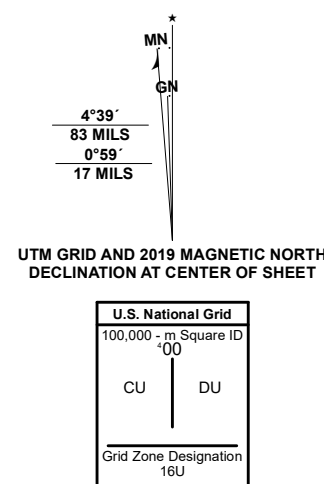 ★
MN
GN
4°39´
83 MILS
0°59´
17 MILS
UTM GRID AND 2019 MAGNETIC NORTH
DECLINATION AT CENTER OF SHEET
U.S. National Grid
100,000 - m Square ID
⁴00
CU DU
Grid Zone Designation
16U